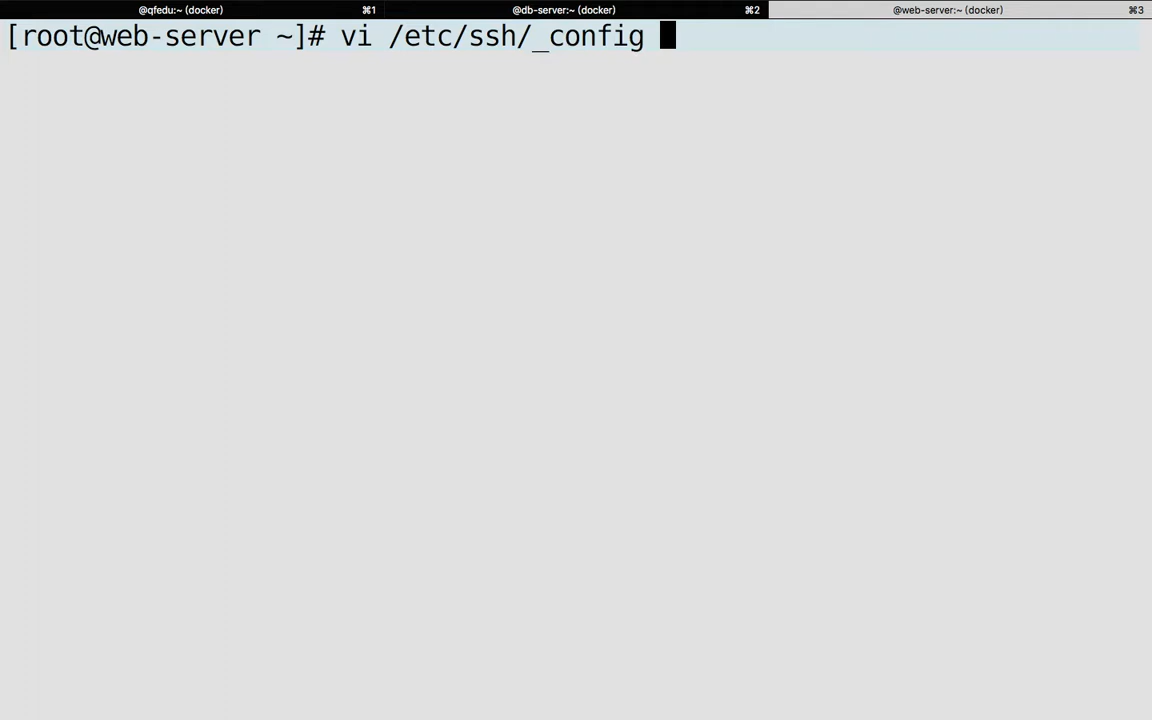 @qfedu:~ (docker) ⌘1 @db-server:~ (docker) ⌘2 @web-server:~ (docker) ⌘3
[root@web-server ~]# vi /etc/ssh/_config